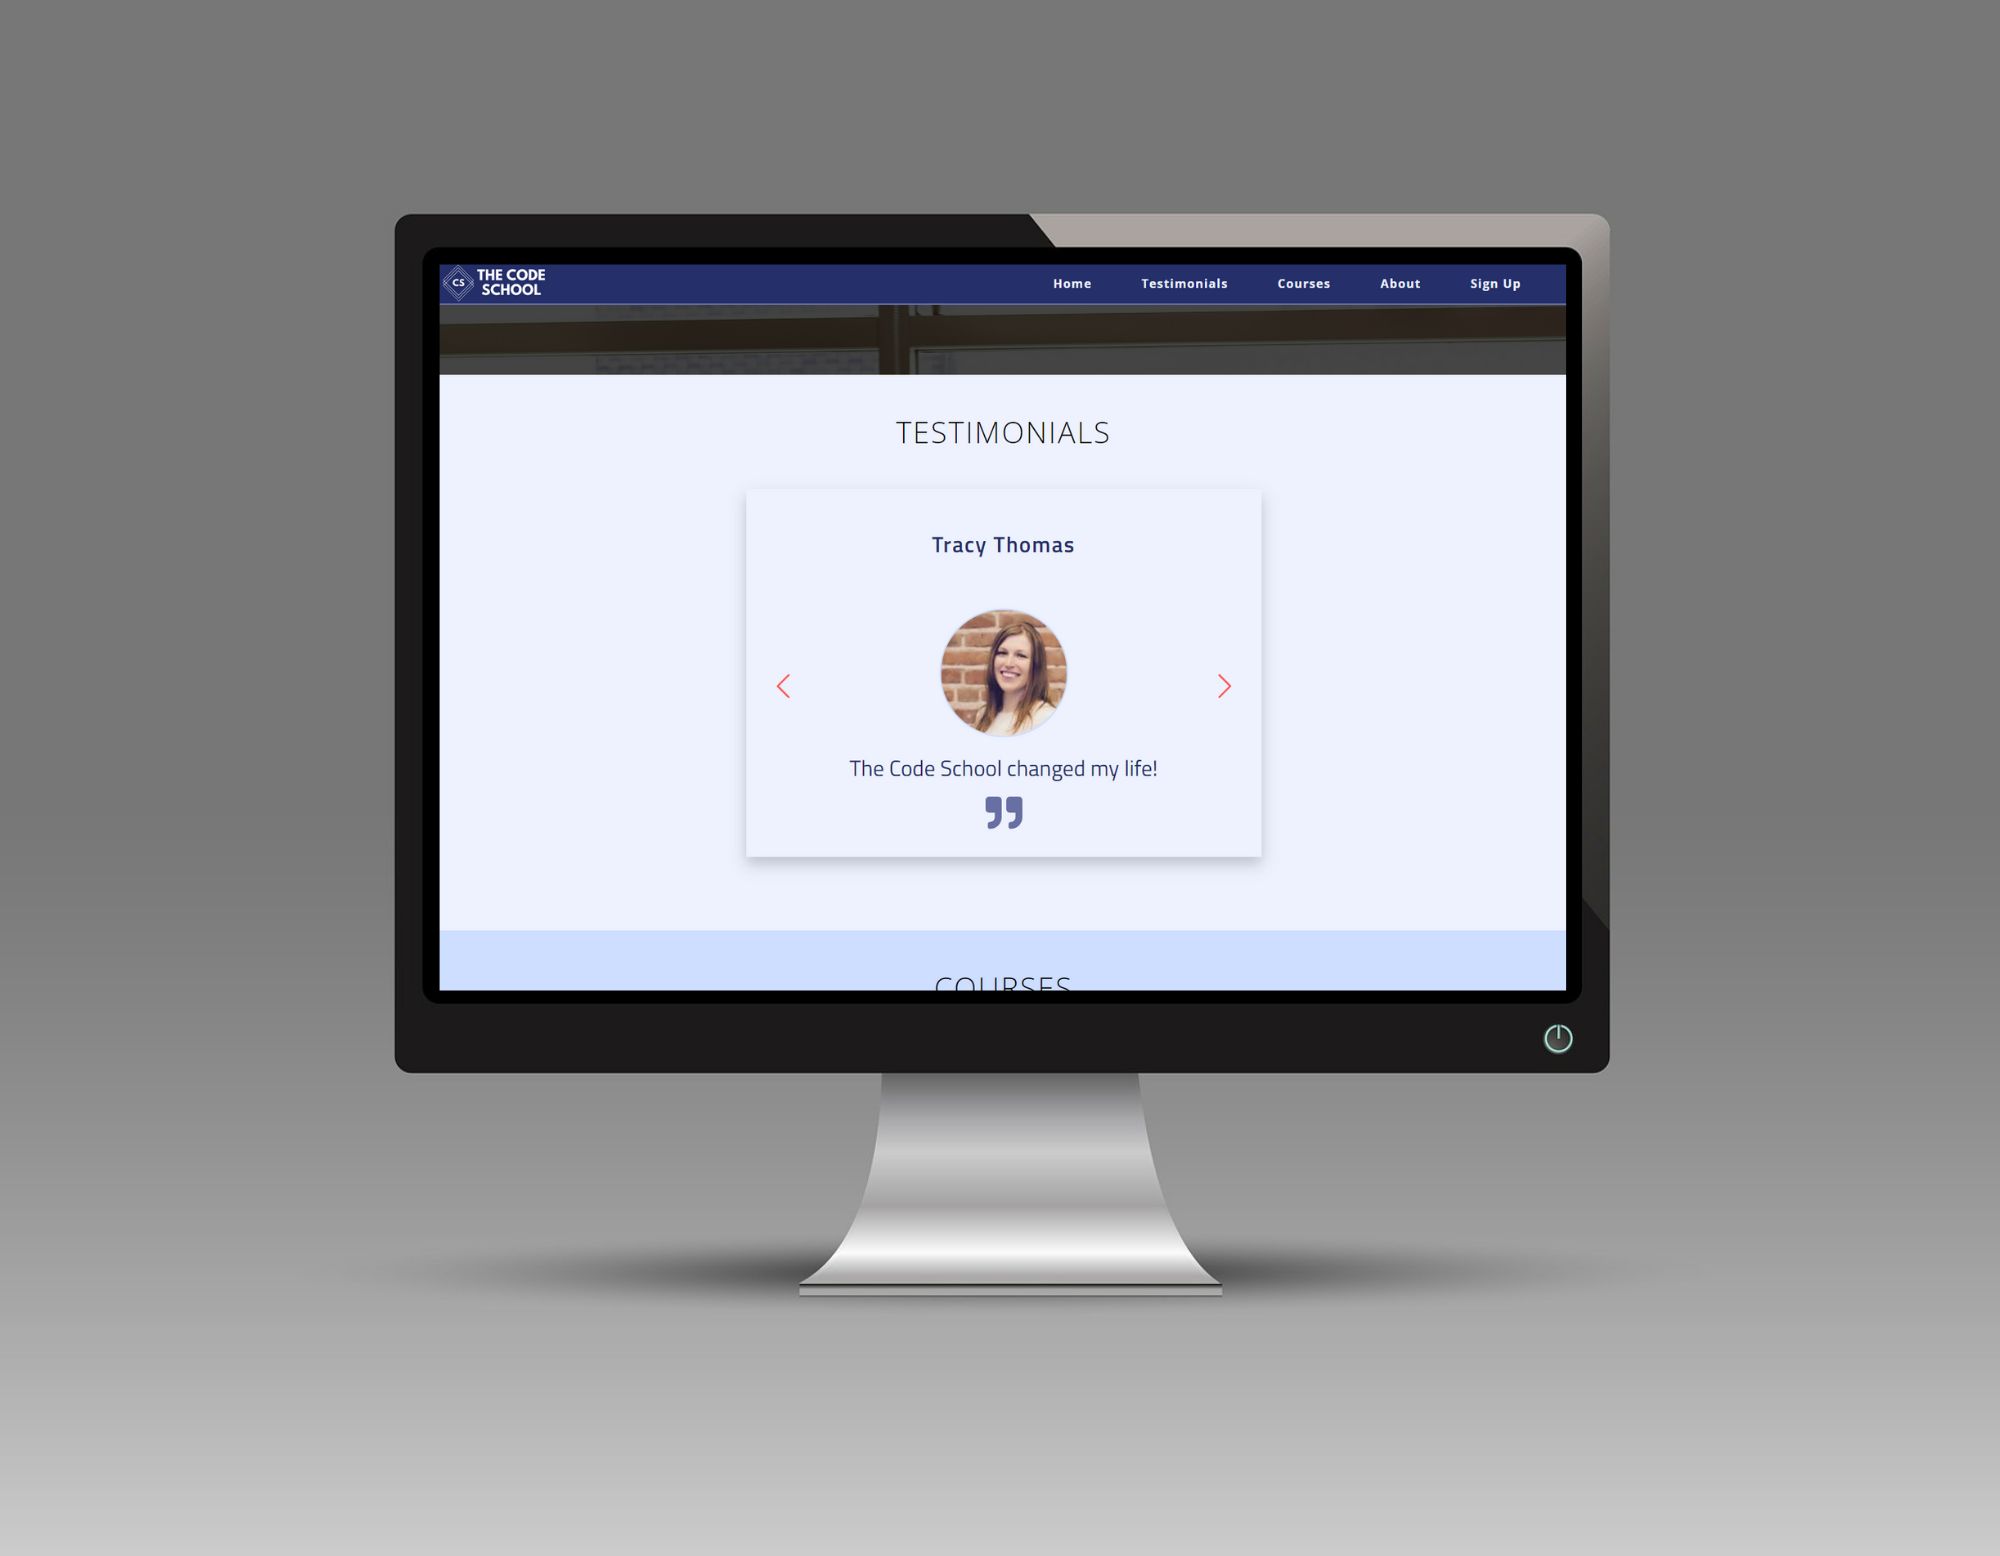 CS
THE CODE
SCHOOL
Home Testimonials Courses About Sign Up
TESTIMONIALS
Tracy Thomas
The Code School changed my life!
”
COURSES